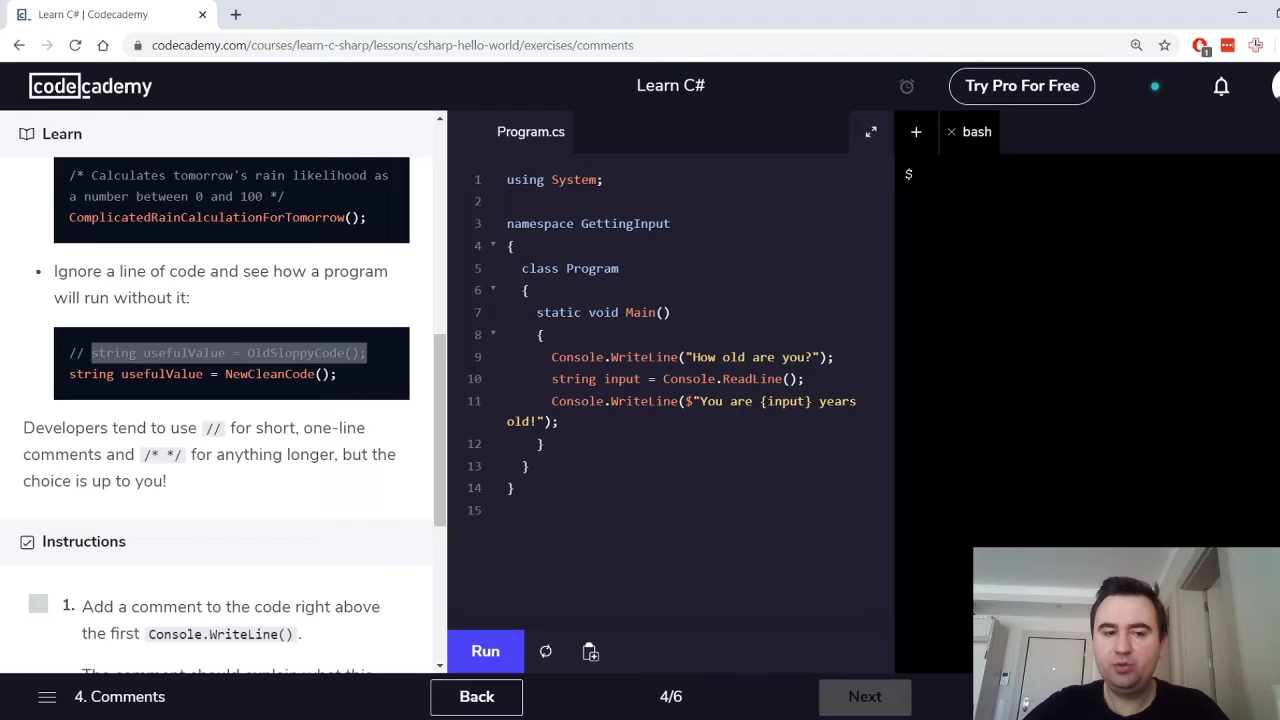 Learn C# | Codecademy
codecademy.com/courses/learn-c-sharp/lessons/csharp-hello-world/exercises/comments
1
codecademy
Learn C#
Try Pro For Free
Learn
/* Calculates tomorrow's rain likelihood as
a number between 0 and 100 */
ComplicatedRainCalculationForTomorrow();
• Ignore a line of code and see how a program
will run without it:
// string usefulValue = OldSloppyCode();
string usefulValue = NewCleanCode();
Developers tend to use // for short, one-line
comments and /* */ for anything longer, but the
choice is up to you!
Instructions
1. Add a comment to the code right above
the first Console.WriteLine().
The comment should explain what this
Program.cs
1 using System;
2
3 namespace GettingInput
4 {
5 class Program
6 {
7 static void Main()
8 {
9 Console.WriteLine("How old are you?");
10 string input = Console.ReadLine();
11 Console.WriteLine($"You are {input} years
old!");
12 }
13 }
14 }
15
bash
$
Run
4. Comments
Back
4/6
Next